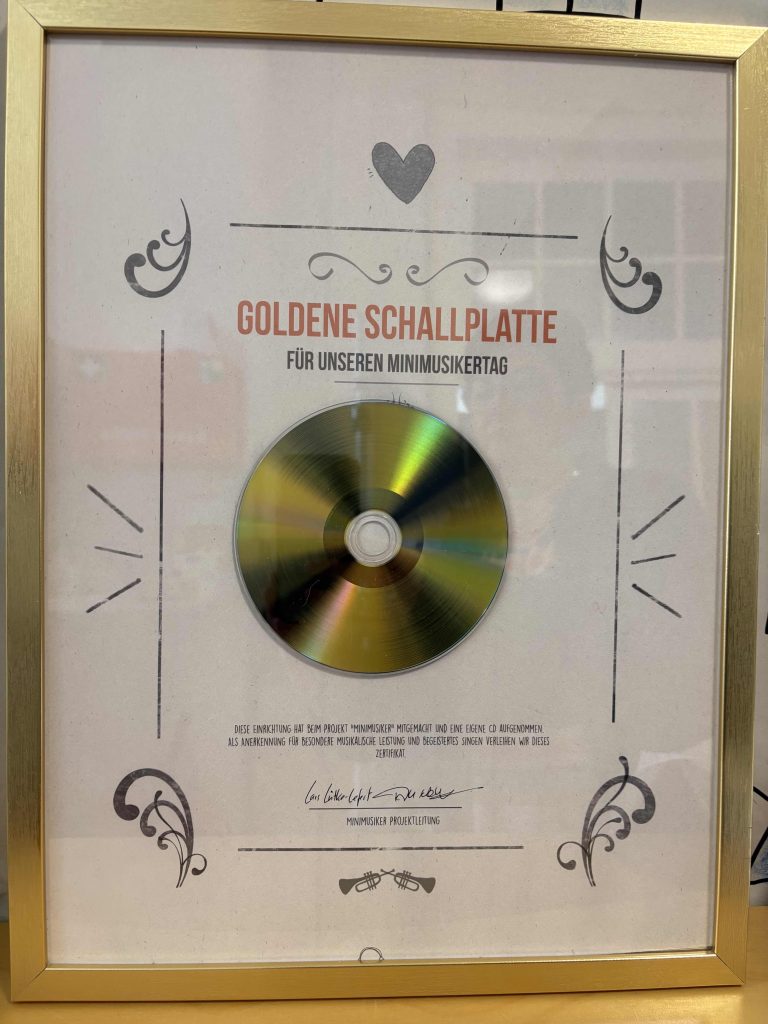 GOLDENE SCHALLPLATTE
FÜR UNSEREN MINIMUSIKERTAG
DIESE EINRICHTUNG HAT BEIM PROJEKT "MINIMUSIKER" MITGEMACHT UND EINE EIGENE CD AUFGENOMMEN.
ALS ANERKENNUNG FÜR BESONDERE MUSIKALISCHE LEISTUNG UND BEGEISTERTES SINGEN VERLEIHEN WIR DIESES
ZERTIFIKAT.
MINIMUSIKER PROJEKTLEITUNG